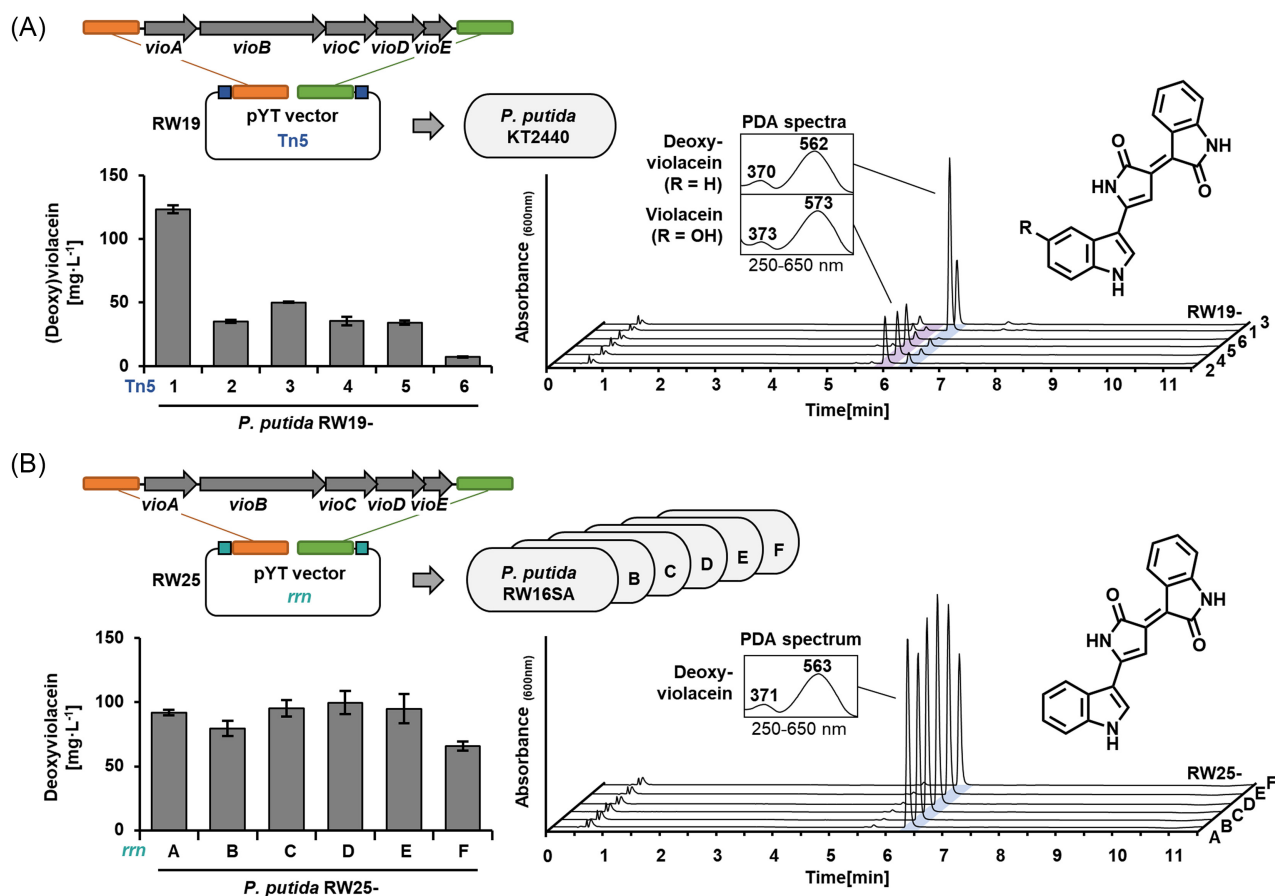 (A)
vioA vioB vioC vioD vioE
RW19
pYT vector
Tn5
P. putida
KT2440
150
100
50
0
(Deoxy)violacein
[mg·L-1]
Tn5 1 2 3 4 5 6
P. putida RW19-
PDA spectra
Deoxy-
violacein
(R = H)
370 562
Violacein
(R = OH)
373 573
250-650 nm
Absorbance (600nm)
0 1 2 3 4 5 6 7 8 9 10 11
Time[min]
RW19-
3
1
6
5
4
2
O
NH
O
HN
R
N
H
(B)
vioA vioB vioC vioD vioE
RW25
pYT vector
rrn
P. putida
RW16SA
B C D E F
150
100
50
0
Deoxyviolacein
[mg·L-1]
rrn A B C D E F
P. putida RW25-
PDA spectrum
Deoxy-
violacein
371 563
250-650 nm
Absorbance (600nm)
0 1 2 3 4 5 6 7 8 9 10 11
Time[min]
RW25-
F
E
D
C
B
A
O
NH
O
HN
N
H